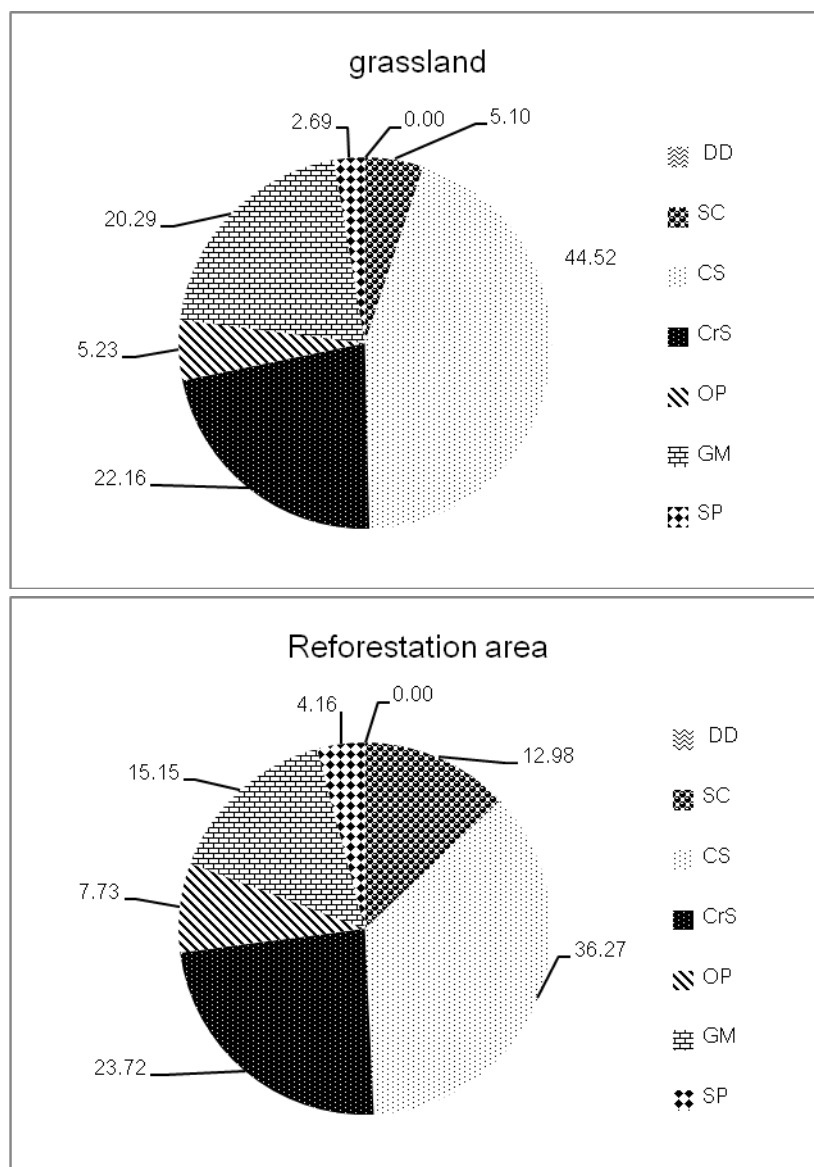 grassland
2.69
0.00
5.10
20.29
44.52
5.23
22.16
DD
SC
CS
CrS
OP
GM
SP
Reforestation area
4.16
0.00
12.98
15.15
7.73
36.27
23.72
DD
SC
CS
CrS
OP
GM
SP